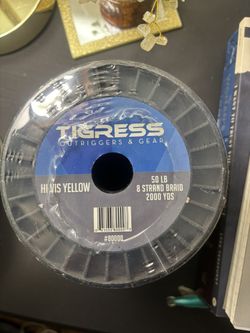 TIGRESS
OUTRIGGERS & GEAR
HI-VIS YELLOW
50 LB
8 STRAND BRAID
2000 YDS